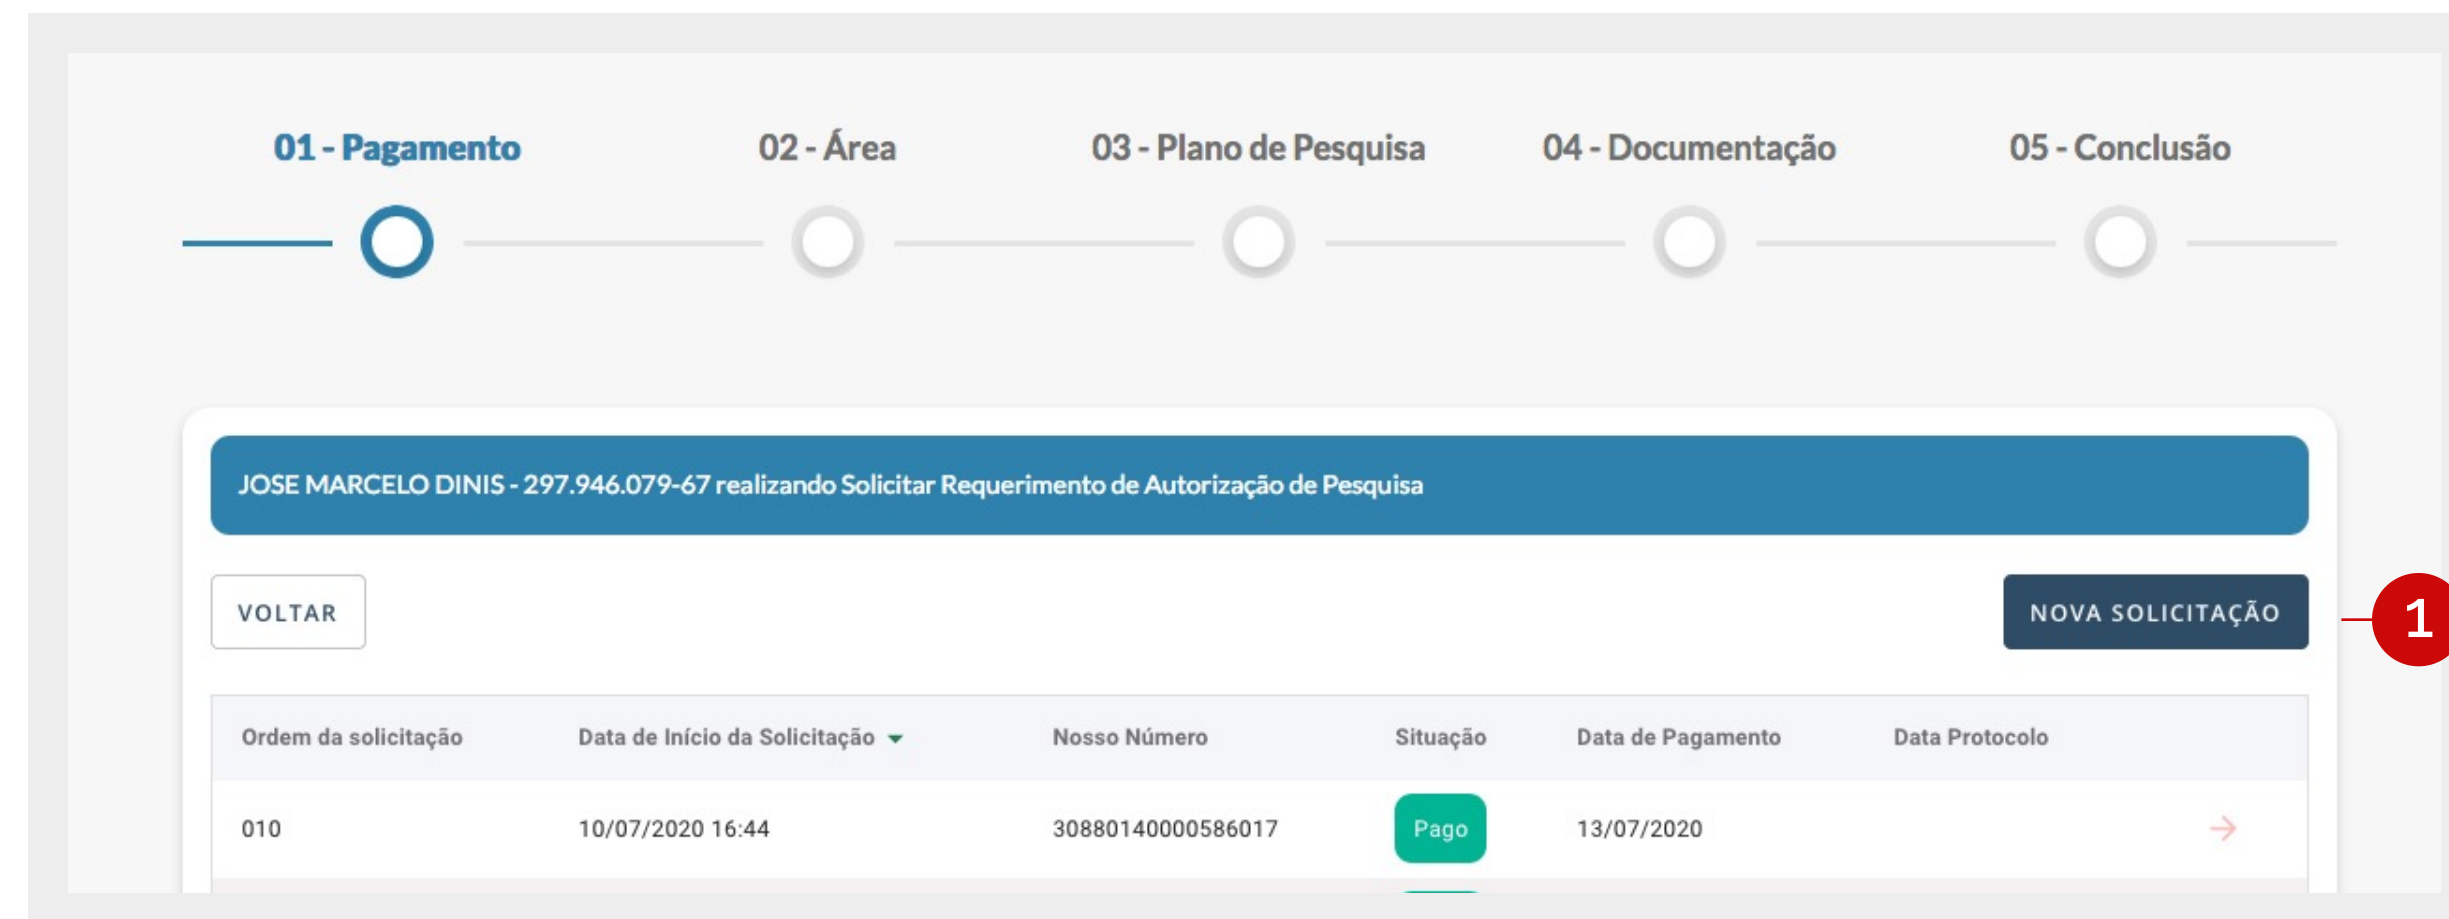 01 - Pagamento 02 - Área 03 - Plano de Pesquisa 04 - Documentação 05 - Conclusão
JOSE MARCELO DINIS - 297.946.079-67 realizando Solicitar Requerimento de Autorização de Pesquisa
VOLTAR NOVA SOLICITAÇÃO 1
Ordem da solicitação Data de Início da Solicitação Nosso Número Situação Data de Pagamento Data Protocolo
010 10/07/2020 16:44 30880140000586017 Pago 13/07/2020